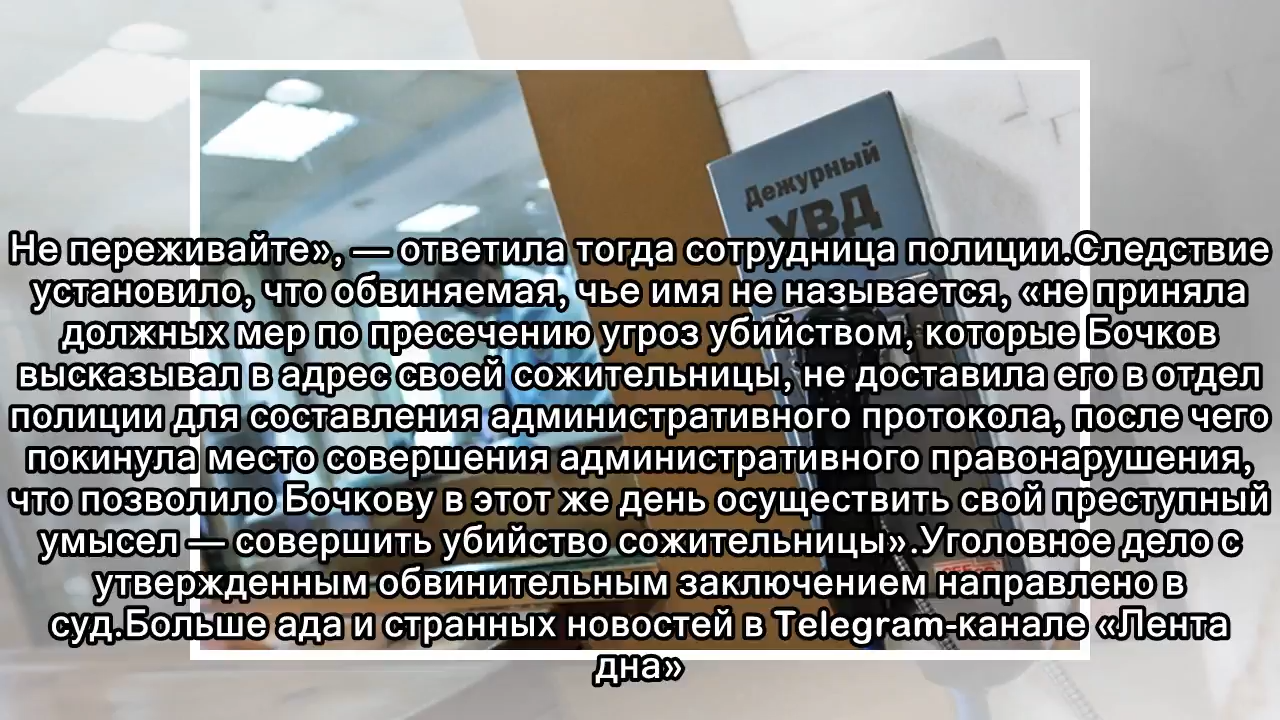 Дежурный
УВД
Не переживайте», — ответила тогда сотрудница полиции.Следствие
установило, что обвиняемая, чье имя не называется, «не приняла
должных мер по пресечению угроз убийством, которые Бочков
высказывал в адрес своей сожительницы, не доставила его в отдел
полиции для составления административного протокола, после чего
покинула место совершения административного правонарушения,
что позволило Бочкову в этот же день осуществить свой преступный
умысел — совершить убийство сожительницы».Уголовное дело с
утвержденным обвинительным заключением направлено в
суд.Больше ада и странных новостей в Telegram-канале «Лента
дна»